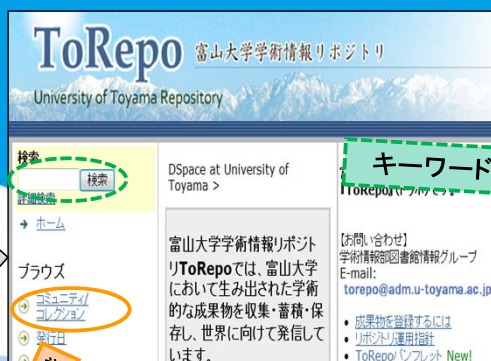 ToRepo 富山大学学術情報リポジトリ
University of Toyama Repository
検索
検索
詳細検索
ホーム
ブラウズ
コミュニティ/
コレクション
発行日
DSpace at University of
Toyama >
富山大学学術情報リポジト
リToRepoでは、富山大学
において生み出された学術
的な成果物を収集・蓄積・保
存し、世界に向けて発信して
います。
キーワード
【お問い合わせ】
学術情報部図書館情報グループ
E-mail:
torepo@adm.u-toyama.ac.jp
成果物を登録するには
リポジトリ運用指針
ToRepoパンフレット New!